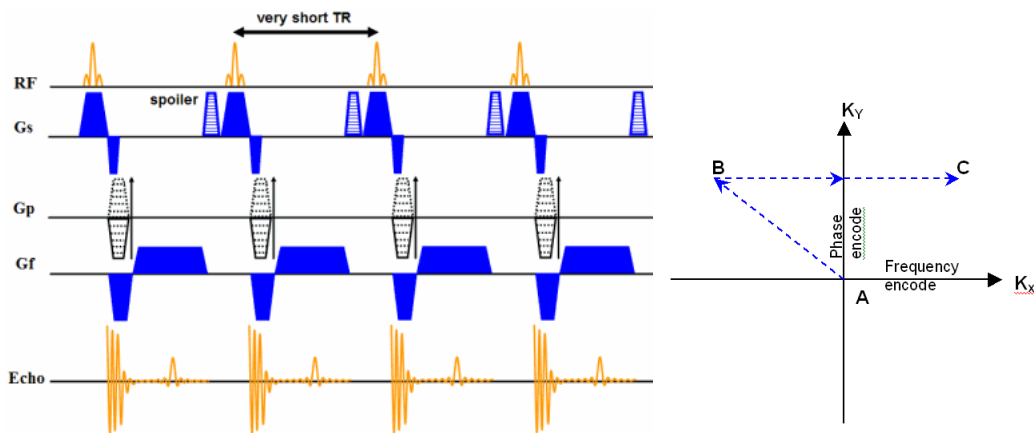 very short TR
RF
spoiler
Gs
Gp
Gf
Echo
KY
B
C
Phase
encode
Frequency
encode
A
KX